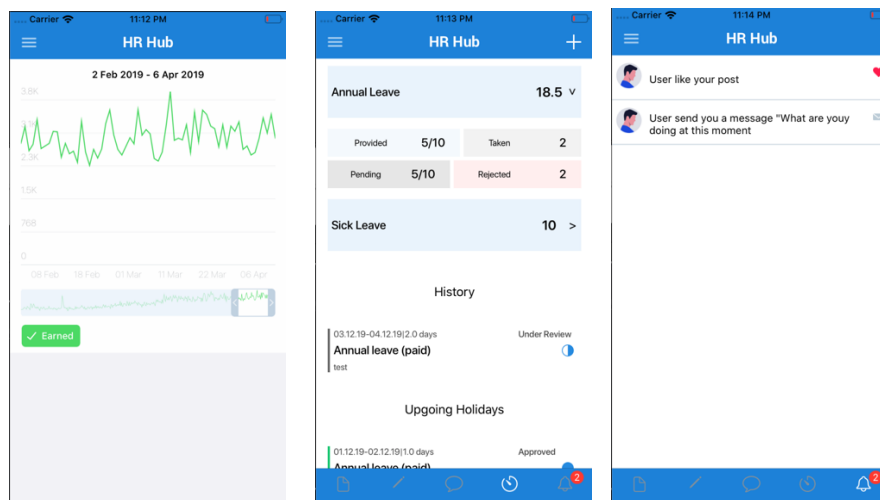 .... Carrier 11:12 PM
HR Hub
2 Feb 2019 - 6 Apr 2019
3.8K
2.3K
1.5K
768
0
08 Feb 18 Feb 01 Mar 11 Mar 22 Mar 06 Apr
✓ Earned
.... Carrier 11:13 PM
HR Hub +
Annual Leave 18.5 >
Provided 5/10 Taken 2
Pending 5/10 Rejected 2
Sick Leave 10 >
History
03.12.19-04.12.19|2.0 days Under Review
Annual leave (paid)
test
Upgoing Holidays
01.12.19-02.12.19|1.0 days Approved
Annual leave (paid)
2
.... Carrier 11:14 PM
HR Hub
User like your post
User send you a message "What are youy
doing at this moment
2